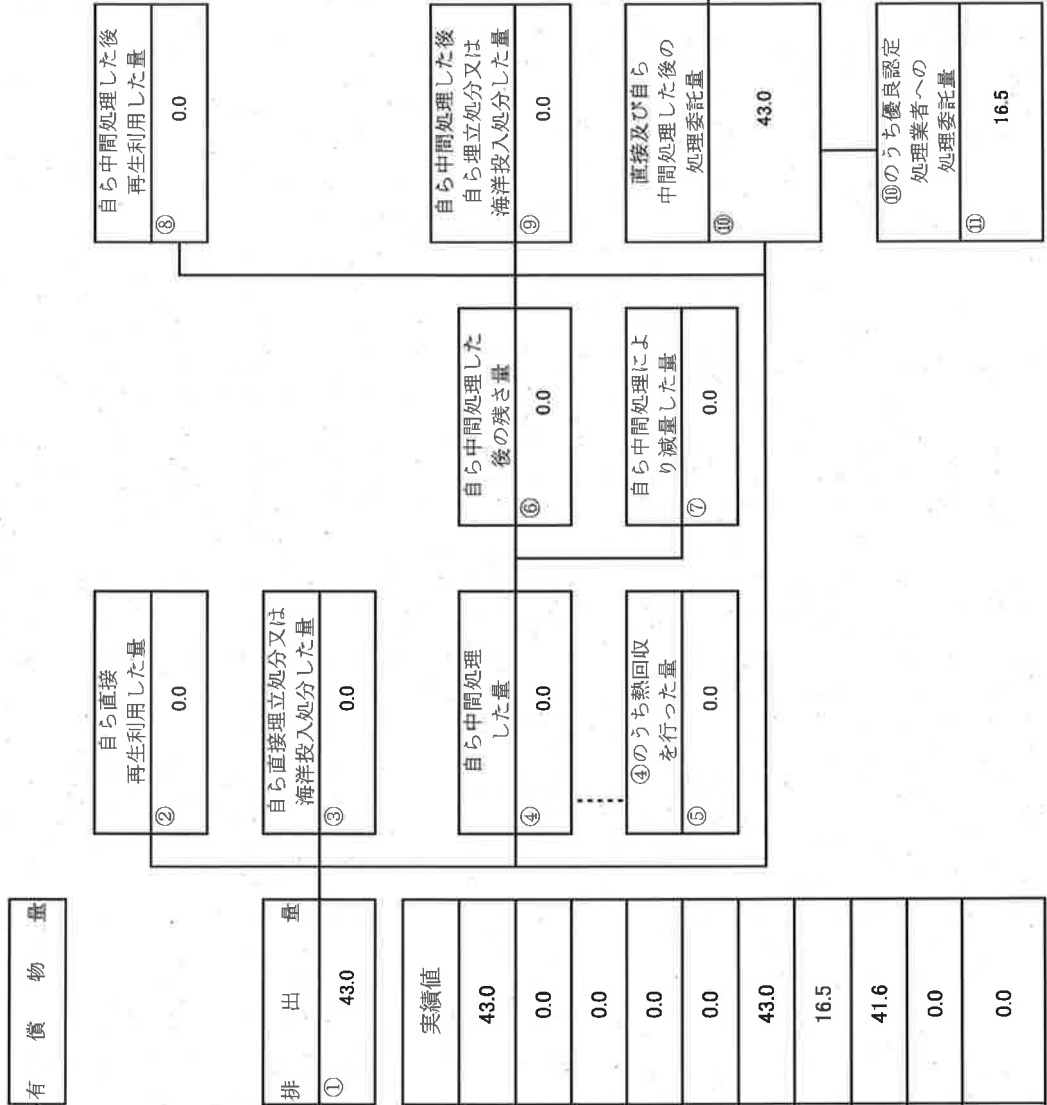 有償物量
排出量
① 43.0
実績値
43.0
0.0
0.0
0.0
0.0
43.0
16.5
41.6
0.0
0.0
自ら直接
再生利用した量
② 0.0
自ら直接埋立処分又は
海洋投入処分した量
③ 0.0
自ら中間処理
した量
④ 0.0
④のうち熱回収
を行った量
⑤ 0.0
自ら中間処理した
後の残さ量
⑥ 0.0
自ら中間処理によ
り減量した量
⑦ 0.0
自ら中間処理した後
再生利用した量
⑧ 0.0
自ら中間処理した後
自ら埋立処分又は
海洋投入処分した量
⑨ 0.0
直接及び自ら
中間処理した後の
処理委託量
⑩ 43.0
⑩のうち優良認定
処理業者への
処理委託量
⑪ 16.5